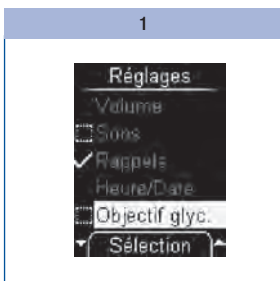 1
Réglages
Volume
Sons
Rappels
Heure/Date
Objectif glyc.
Sélection